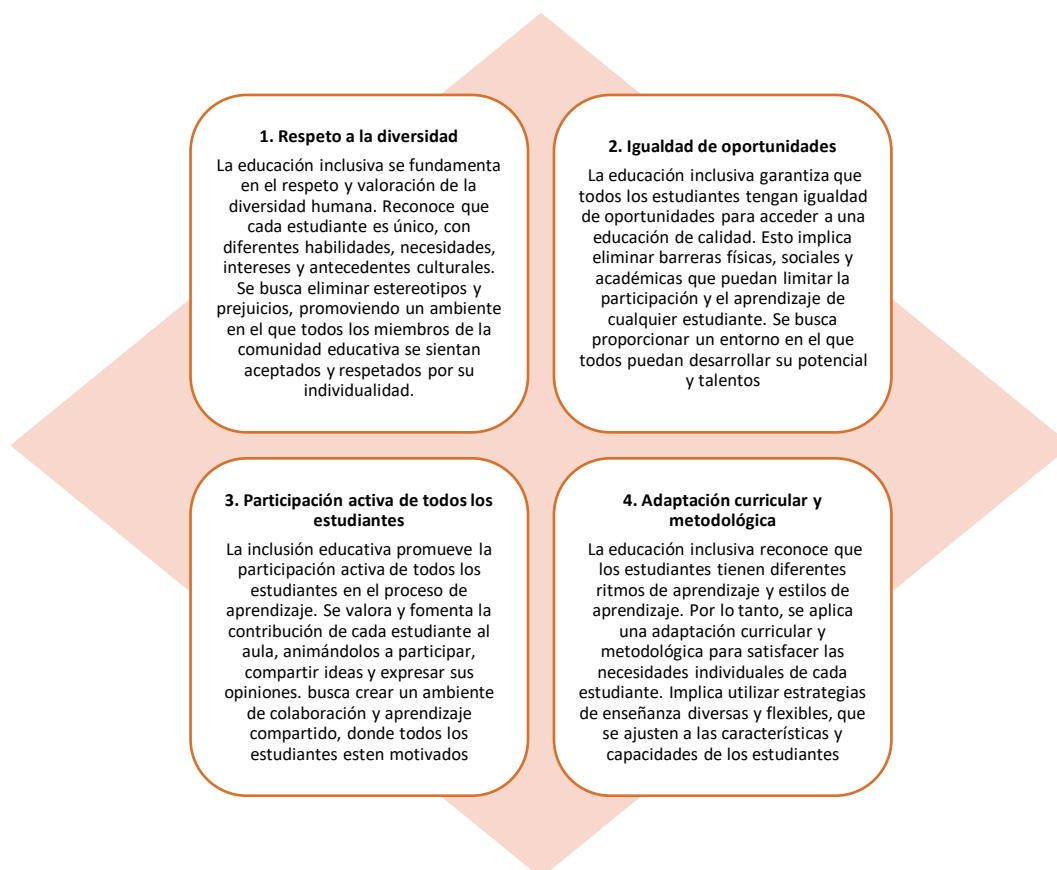 1. Respeto a la diversidad
La educación inclusiva se fundamenta
en el respeto y valoración de la
diversidad humana. Reconoce que
cada estudiante es único, con
diferentes habilidades, necesidades,
intereses y antecedentes culturales.
Se busca eliminar estereotipos y
prejuicios, promoviendo un ambiente
en el que todos los miembros de la
comunidad educativa se sientan
aceptados y respetados por su
individualidad.
2. Igualdad de oportunidades
La educación inclusiva garantiza que
todos los estudiantes tengan igualdad
de oportunidades para acceder a una
educación de calidad. Esto implica
eliminar barreras físicas, sociales y
académicas que puedan limitar la
participación y el aprendizaje de
cualquier estudiante. Se busca
proporcionar un entorno en el que
todos puedan desarrollar su potencial
y talentos
3. Participación activa de todos los
estudiantes
La inclusión educativa promueve la
participación activa de todos los
estudiantes en el proceso de
aprendizaje. Se valora y fomenta la
contribución de cada estudiante al
aula, animándolos a participar,
compartir ideas y expresar sus
opiniones. busca crear un ambiente
de colaboración y aprendizaje
compartido, donde todos los
estudiantes esten motivados
4. Adaptación curricular y
metodológica
La educación inclusiva reconoce que
los estudiantes tienen diferentes
ritmos de aprendizaje y estilos de
aprendizaje. Por lo tanto, se aplica
una adaptación curricular y
metodológica para satisfacer las
necesidades individuales de cada
estudiante. Implica utilizar estrategias
de enseñanza diversas y flexibles, que
se ajusten a las características y
capacidades de los estudiantes